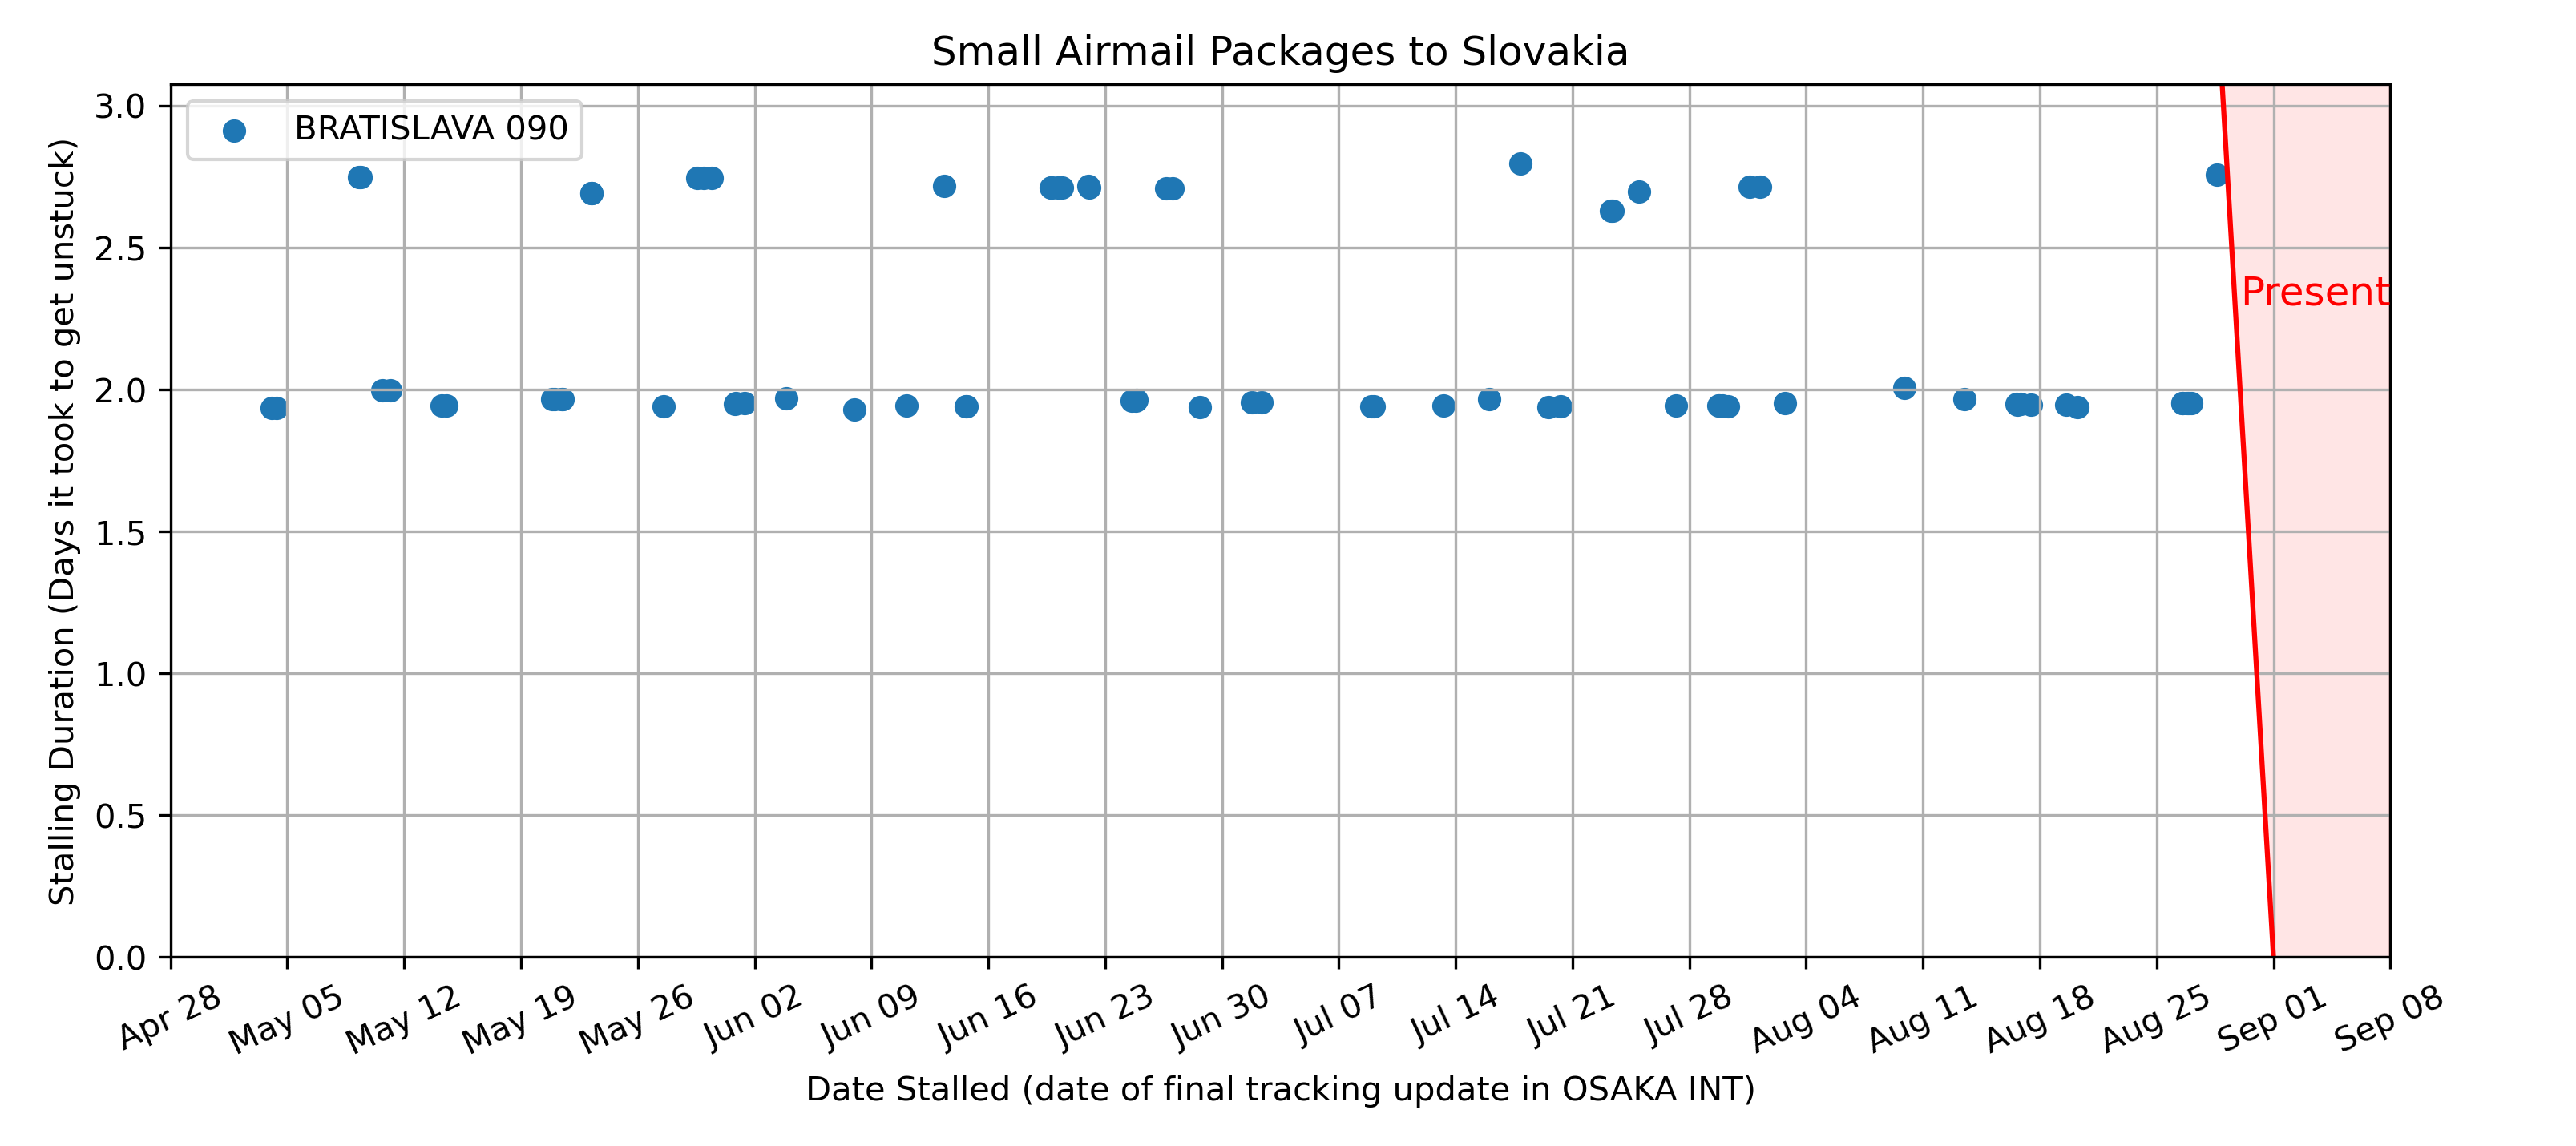 Small Airmail Packages to Slovakia
BRATISLAVA 090
Stalling Duration (Days it took to get unstuck)
3.0
2.5
2.0
1.5
1.0
0.5
0.0
Present
Apr 28
May 05
May 12
May 19
May 26
Jun 02
Jun 09
Jun 16
Jun 23
Jun 30
Jul 07
Jul 14
Jul 21
Jul 28
Aug 04
Aug 11
Aug 18
Aug 25
Sep 01
Sep 08
Date Stalled (date of final tracking update in OSAKA INT)